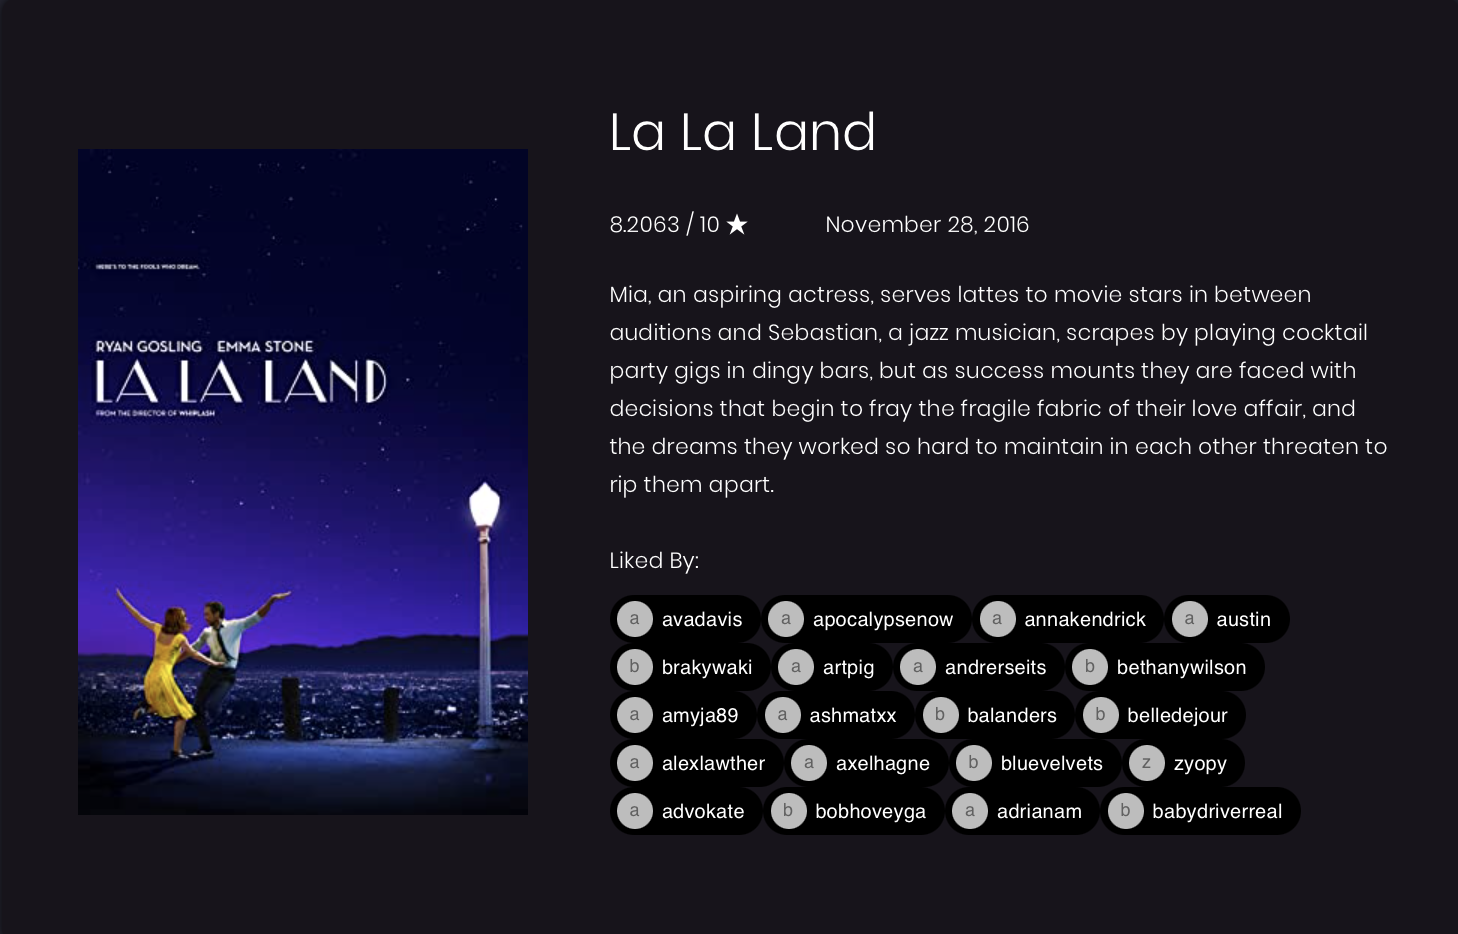 La La Land
8.2063 / 10 ★
November 28, 2016
HERE'S TO THE FOOLS WHO DREAM.
RYAN GOSLING EMMA STONE
LA LA LAND
FROM THE DIRECTOR OF WHIPLASH
Mia, an aspiring actress, serves lattes to movie stars in between
auditions and Sebastian, a jazz musician, scrapes by playing cocktail
party gigs in dingy bars, but as success mounts they are faced with
decisions that begin to fray the fragile fabric of their love affair, and
the dreams they worked so hard to maintain in each other threaten to
rip them apart.
Liked By:
a avadavis a apocalypsenow a annakendrick a austin
b brakywaki a artpig a andrerseits b bethanywilson
a amyja89 a ashmatxx b balanders b belledejour
a alexlawther a axelhagne b bluevelvets z zyopy
a advokate b bobhoveyga a adrianam b babydriverreal